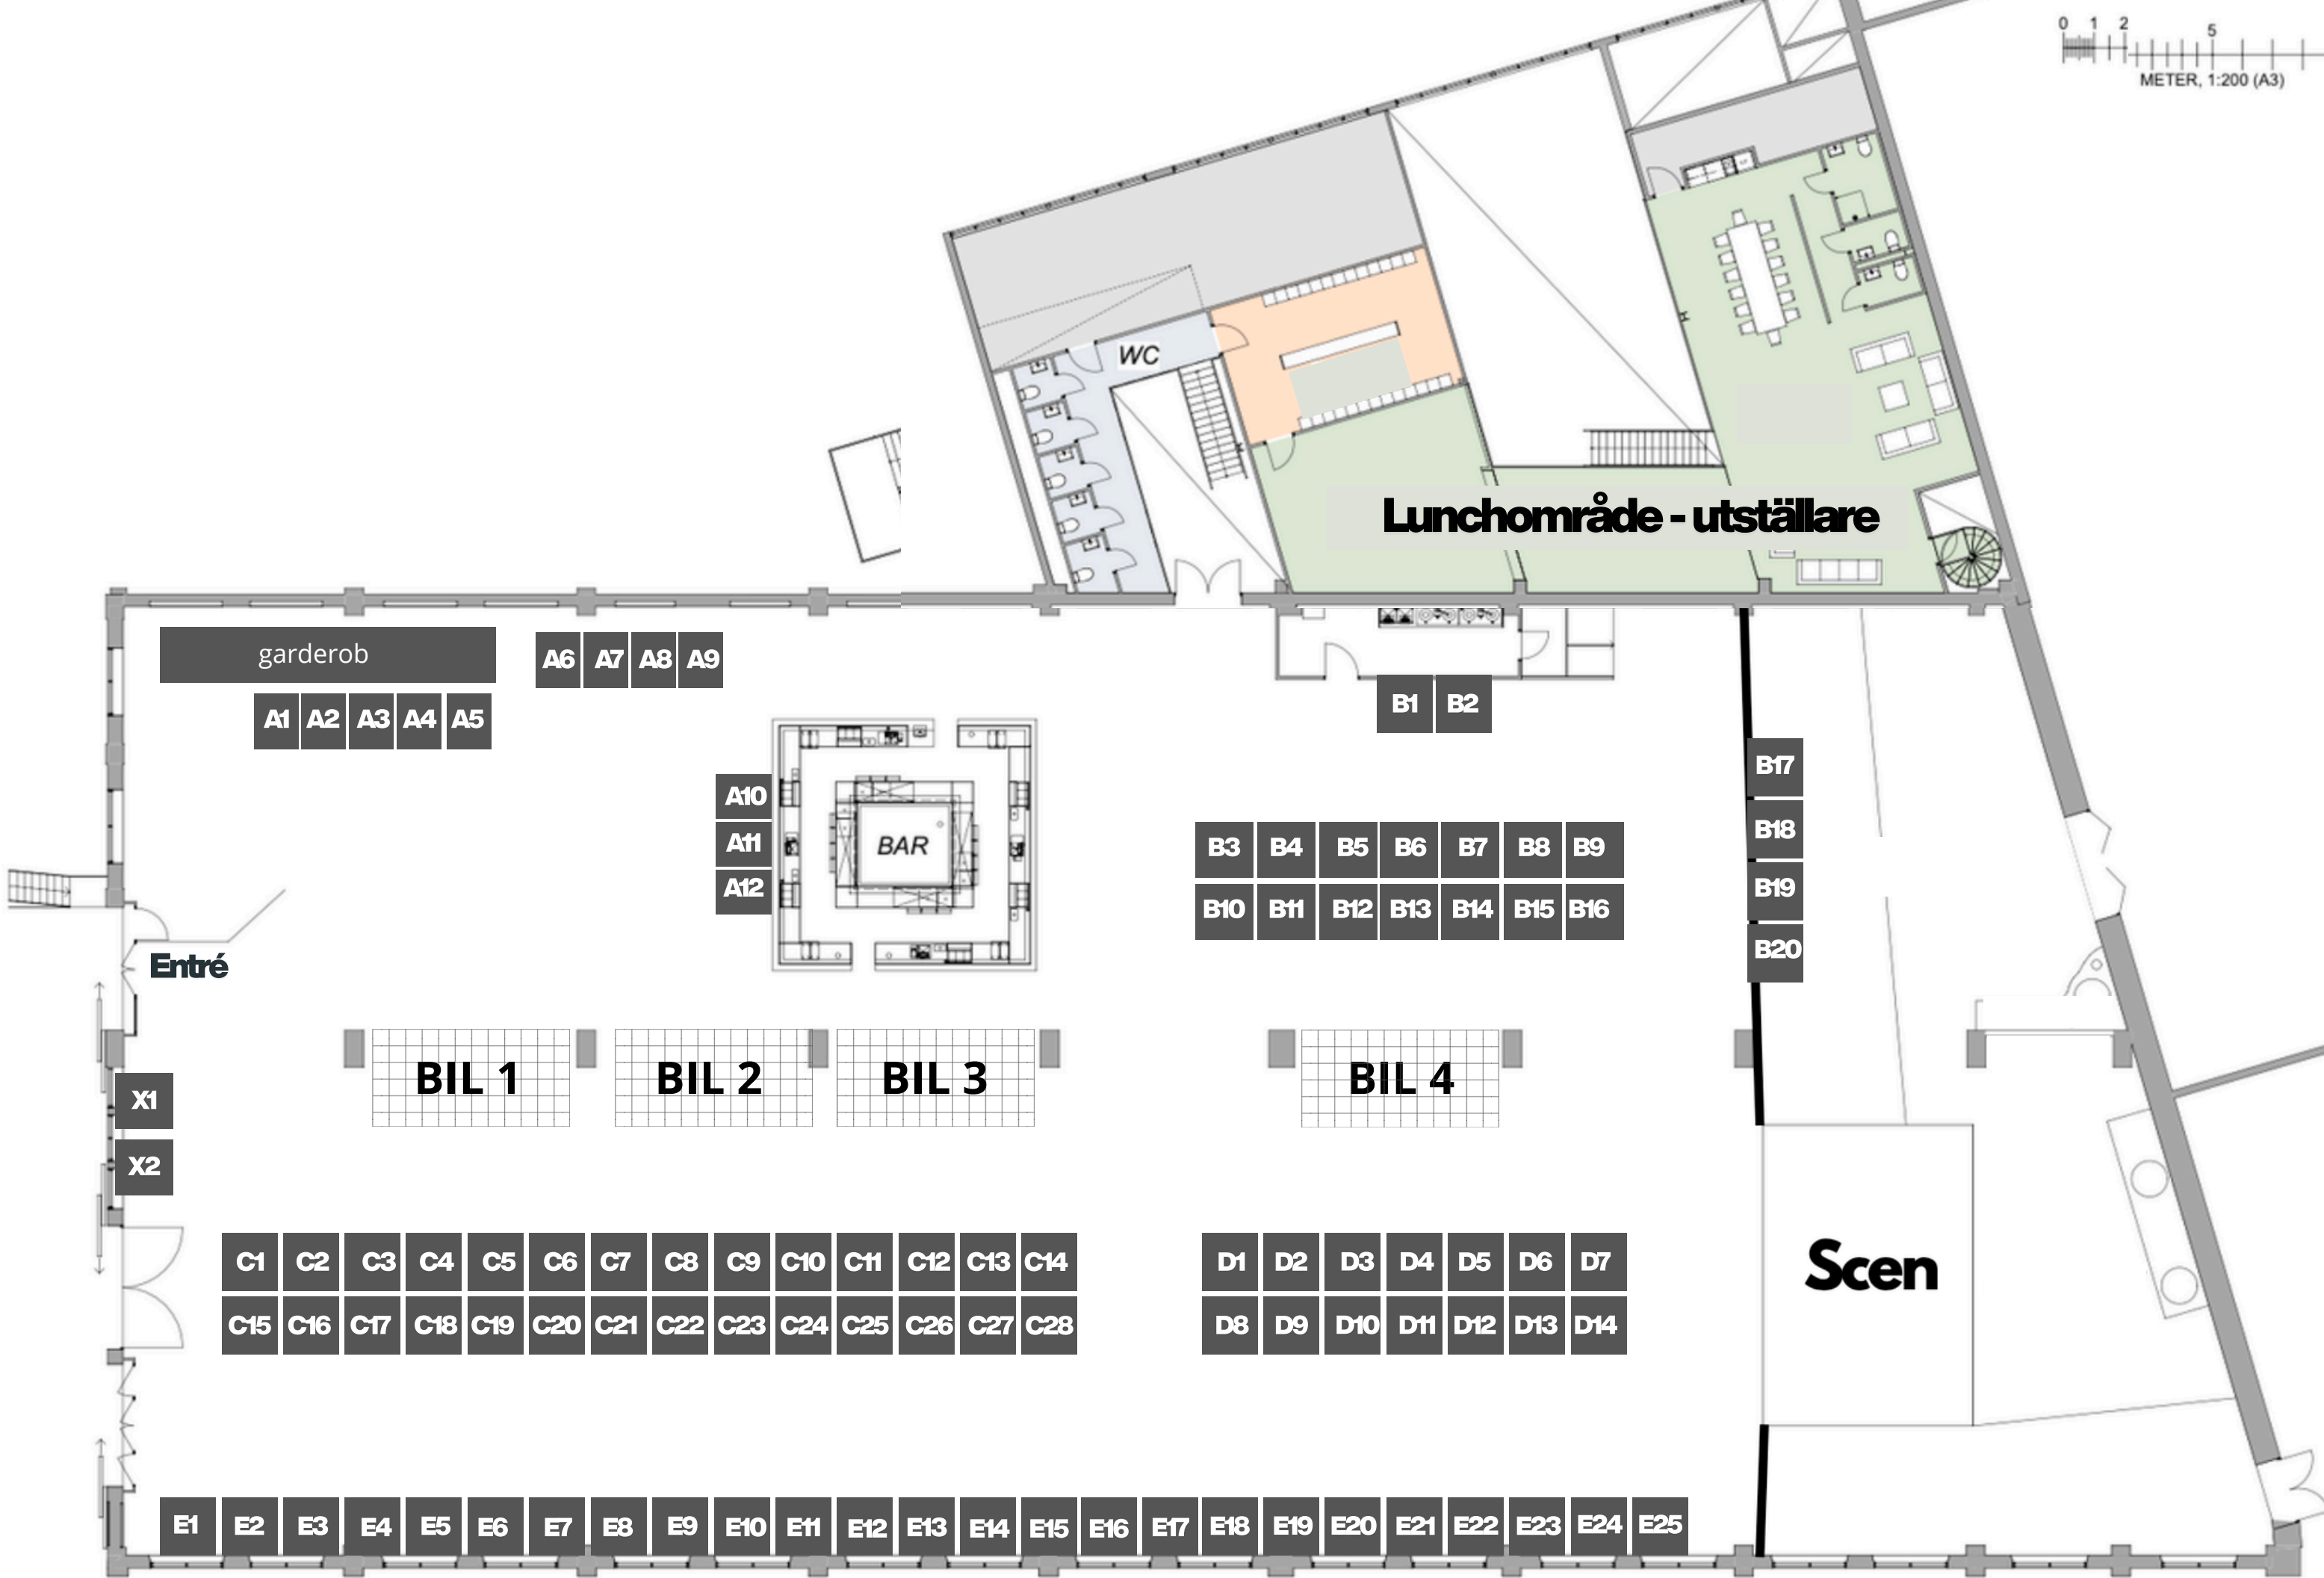 0 1 2 5
METER, 1:200 (A3)
WC
Lunchområde - utställare
garderob
A6 A7 A8 A9
A1 A2 A3 A4 A5
B1 B2
A10
A11
A12
BAR
B3 B4 B5 B6 B7 B8 B9
B10 B11 B12 B13 B14 B15 B16
B17
B18
B19
B20
Entré
BIL 1 BIL 2 BIL 3 BIL 4
X1
X2
C1 C2 C3 C4 C5 C6 C7 C8 C9 C10 C11 C12 C13 C14
C15 C16 C17 C18 C19 C20 C21 C22 C23 C24 C25 C26 C27 C28
D1 D2 D3 D4 D5 D6 D7
D8 D9 D10 D11 D12 D13 D14
Scen
E1 E2 E3 E4 E5 E6 E7 E8 E9 E10 E11 E12 E13 E14 E15 E16 E17 E18 E19 E20 E21 E22 E23 E24 E25